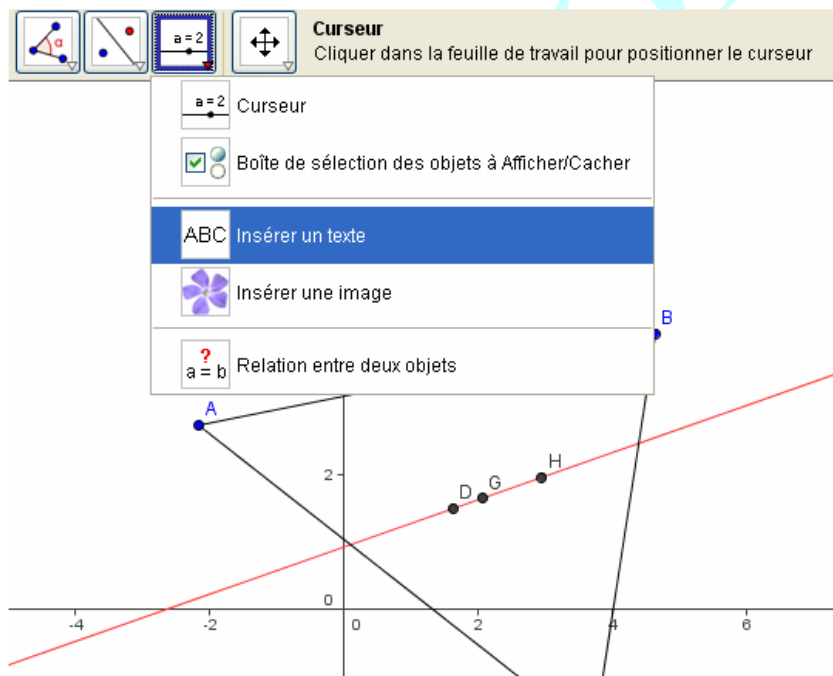 α
a=2
Curseur
Cliquer dans la feuille de travail pour positionner le curseur
a=2 Curseur
Boîte de sélection des objets à Afficher/Cacher
ABC Insérer un texte
Insérer une image
?
a = b Relation entre deux objets
B
A
H
G
D
2
0
-4 -2 0 2 4 6